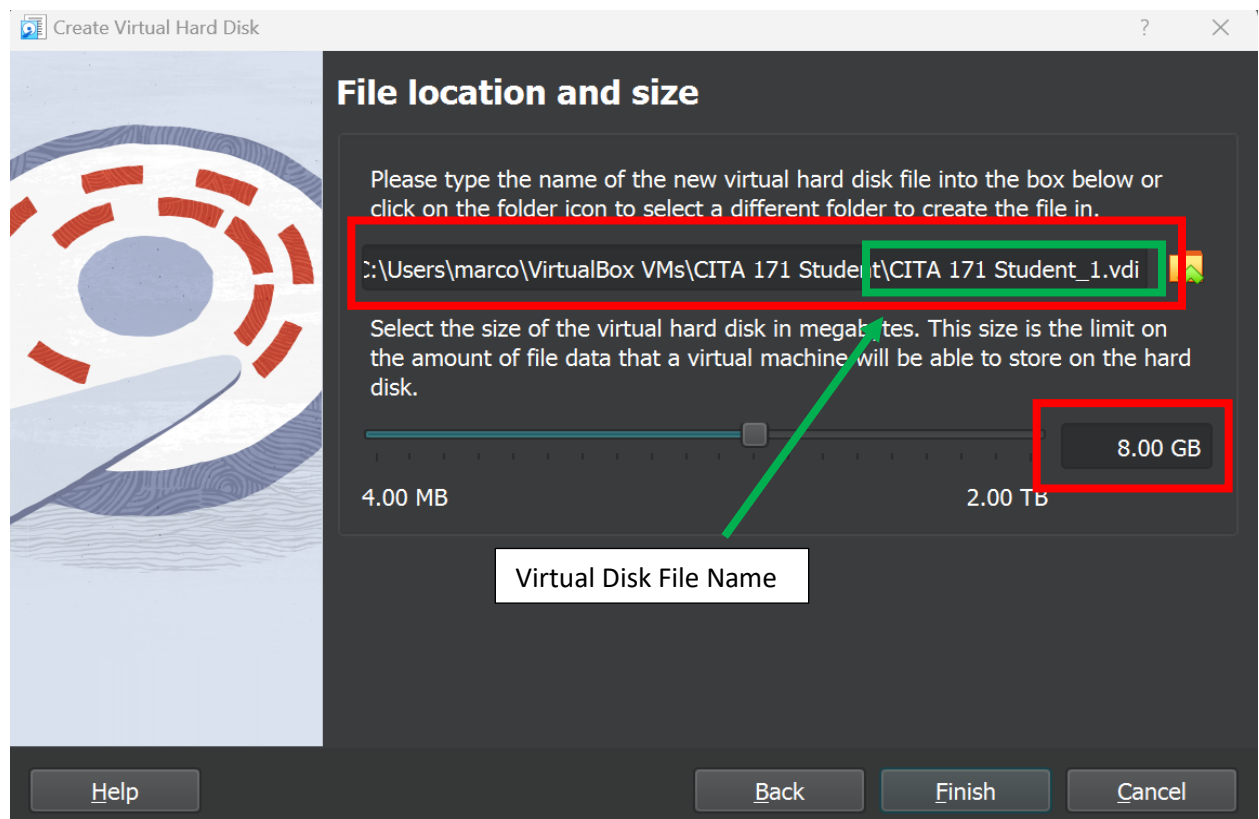 Create Virtual Hard Disk
?
File location and size
Please type the name of the new virtual hard disk file into the box below or
click on the folder icon to select a different folder to create the file in.
:\Users\marco\VirtualBox VMs\CITA 171 Student\CITA 171 Student_1.vdi
Select the size of the virtual hard disk in megabytes. This size is the limit on
the amount of file data that a virtual machine will be able to store on the hard
disk.
8.00 GB
4.00 MB 2.00 TB
Virtual Disk File Name
Help Back Finish Cancel